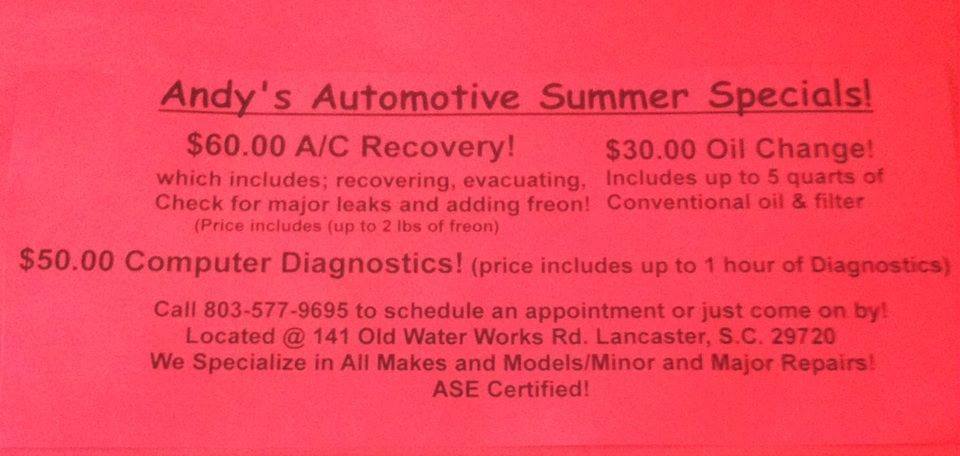 Andy's Automotive Summer Specials!
$60.00 A/C Recovery!
which includes; recovering, evacuating,
Check for major leaks and adding freon!
(Price includes (up to 2 lbs of freon)
$30.00 Oil Change!
Includes up to 5 quarts of
Conventional oil & filter
$50.00 Computer Diagnostics! (price includes up to 1 hour of Diagnostics)
Call 803-577-9695 to schedule an appointment or just come on by!
Located @ 141 Old Water Works Rd. Lancaster, S.C. 29720
We Specialize in All Makes and Models/Minor and Major Repairs!
ASE Certified!